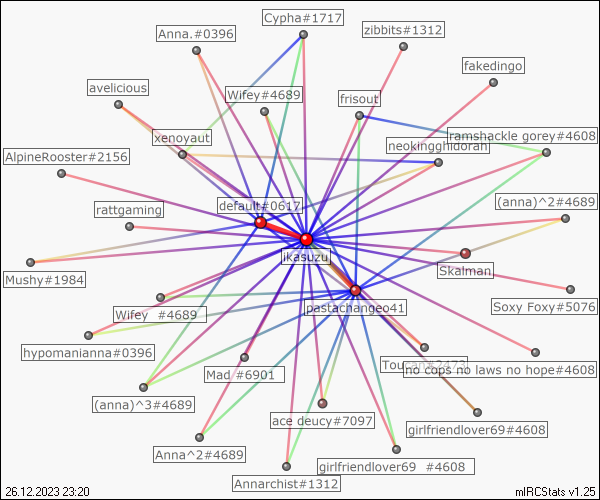 Cypha#1717
Anna.#0396
zibbits#1312
fakedingo
avelicious
Wifey#4689
frisout
xenoyaut
ramshackle gorey#4608
neokingghidorah
AlpineRooster#2156
default#0617
(anna)^2#4689
rattgaming
ikasuzu
Skalman
Mushy#1984
pastachangeo41
Soxy Foxy#5076
Wifey #4689
hypomanianna#0396
no cops no laws no hope#4608
Mad #6901
(anna)^3#4689
ace deucy#7097
girlfriendlover69#4608
Anna^2#4689
girlfriendlover69 #4608
Annarchist#1312
26.12.2023 23:20
mIRCStats v1.25